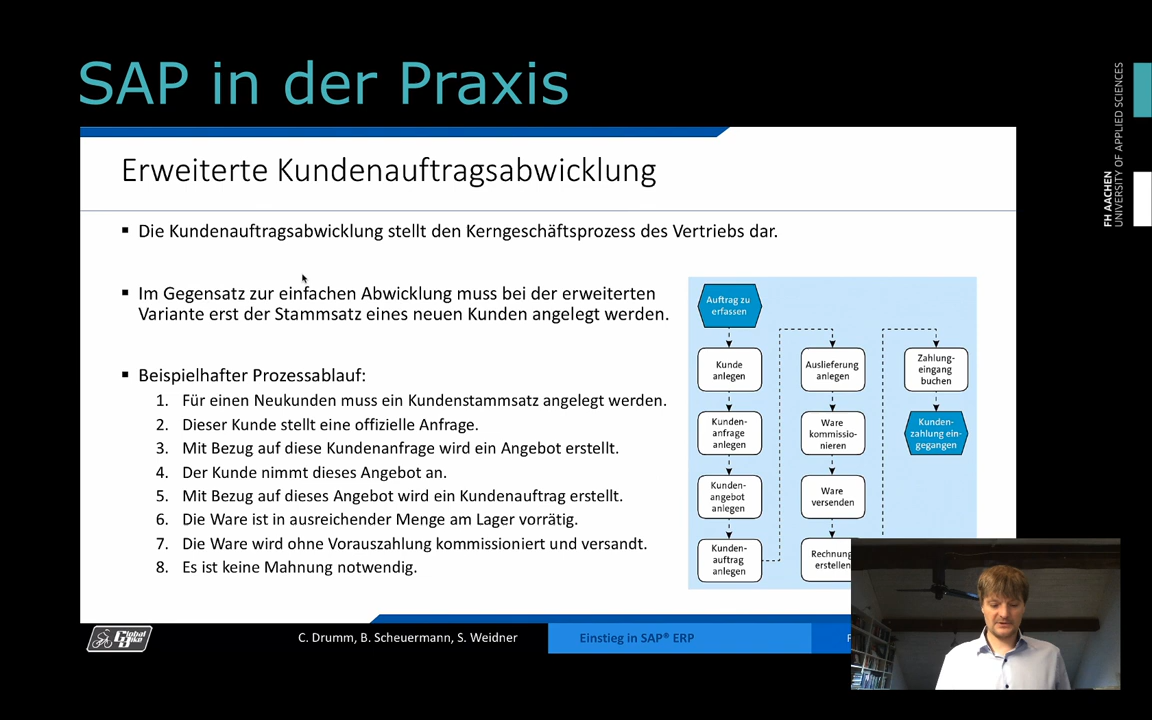 SAP in der Praxis
FH AACHEN
UNIVERSITY OF APPLIED SCIENCES
Erweiterte Kundenauftragsabwicklung
▪ Die Kundenauftragsabwicklung stellt den Kerngeschäftsprozess des Vertriebs dar.
▪ Im Gegensatz zur einfachen Abwicklung muss bei der erweiterten
Variante erst der Stammsatz eines neuen Kunden angelegt werden.
▪ Beispielhafter Prozessablauf:
1. Für einen Neukunden muss ein Kundenstammsatz angelegt werden.
2. Dieser Kunde stellt eine offizielle Anfrage.
3. Mit Bezug auf diese Kundenanfrage wird ein Angebot erstellt.
4. Der Kunde nimmt dieses Angebot an.
5. Mit Bezug auf dieses Angebot wird ein Kundenauftrag erstellt.
6. Die Ware ist in ausreichender Menge am Lager vorrätig.
7. Die Ware wird ohne Vorauszahlung kommissioniert und versandt.
8. Es ist keine Mahnung notwendig.
Auftrag zu
erfassen
Kunde
anlegen
Kunden-
anfrage
anlegen
Kunden-
angebot
anlegen
Kunden-
auftrag
anlegen
Auslieferung
anlegen
Ware
kommissio-
nieren
Ware
versenden
Rechnung
erstellen
Zahlung-
eingang
buchen
Kunden-
zahlung ein-
gegangen
Global
Bike
C. Drumm, B. Scheuermann, S. Weidner
Einstieg in SAP® ERP